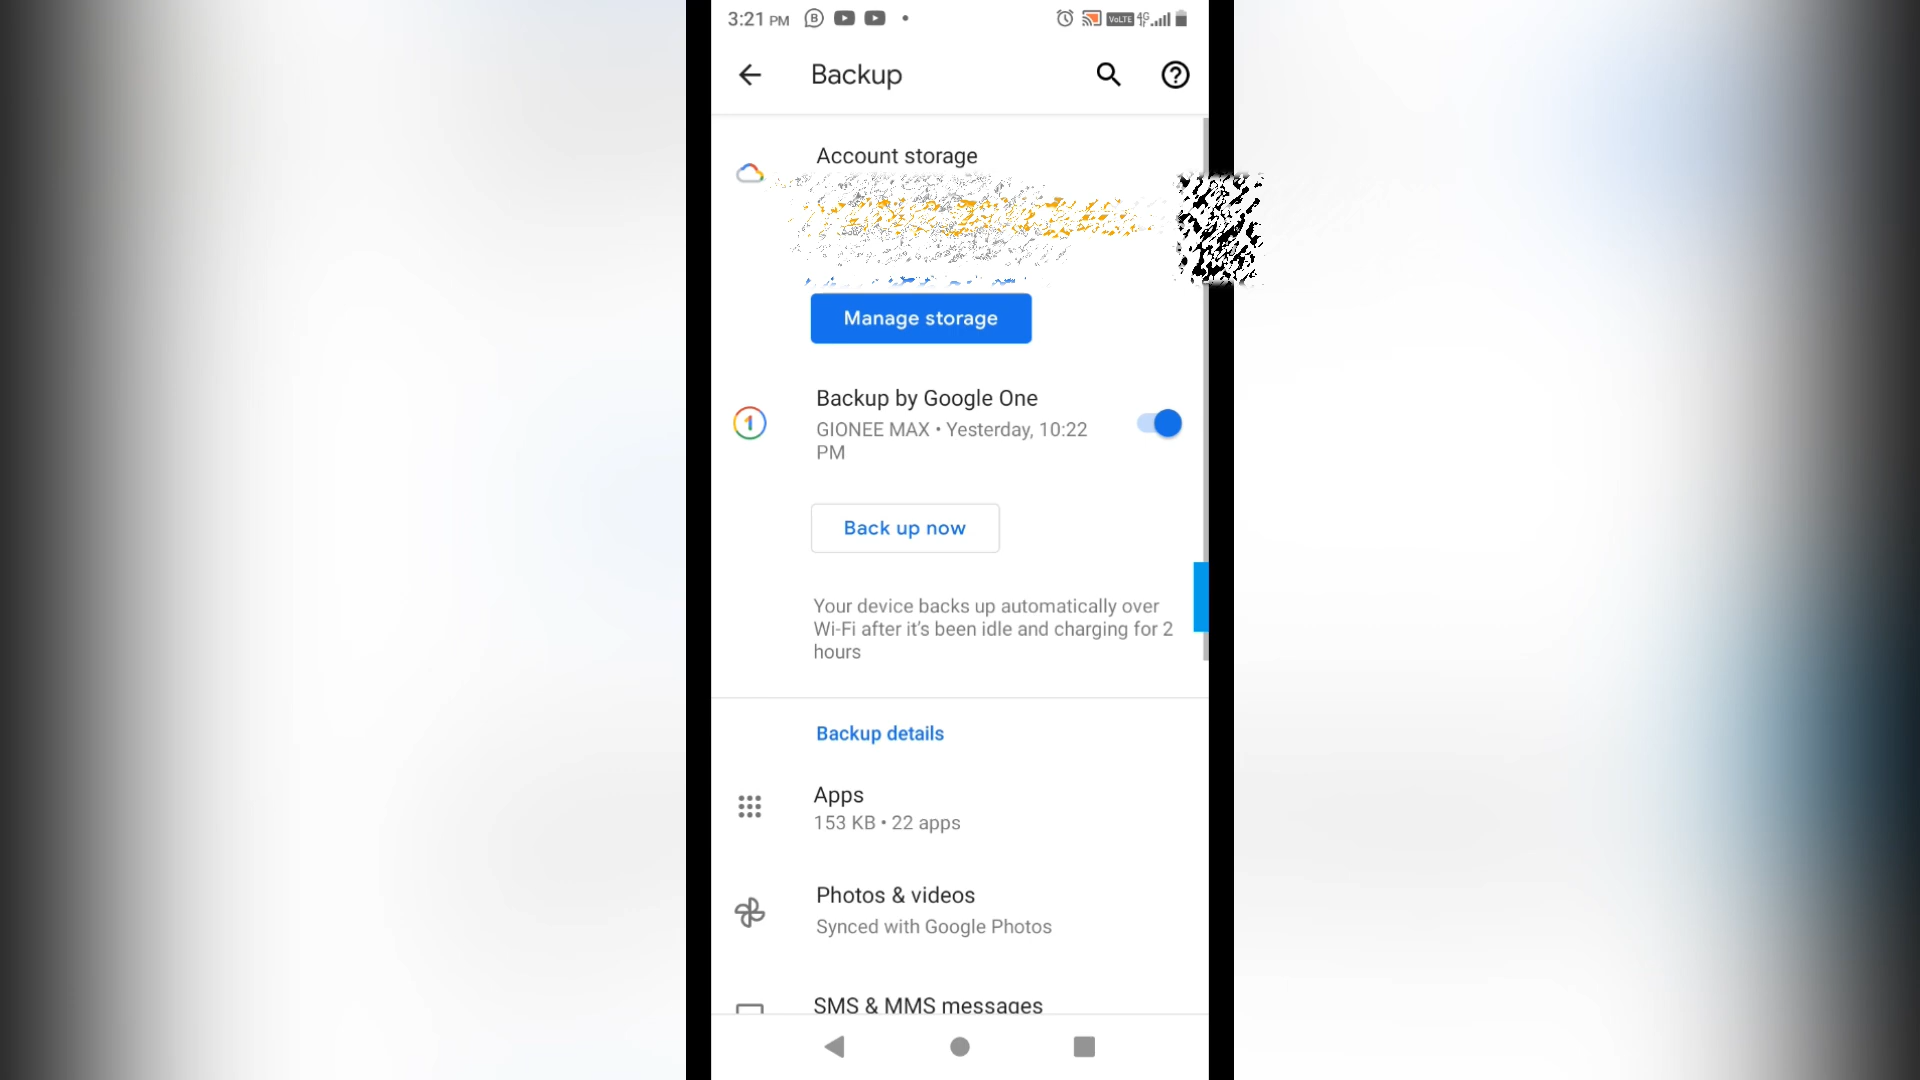 3:21 PM
VoLTE 4G
Backup
Account storage
Manage storage
Backup by Google One
GIONEE MAX • Yesterday, 10:22
PM
Back up now
Your device backs up automatically over
Wi-Fi after it’s been idle and charging for 2
hours
Backup details
Apps
153 KB • 22 apps
Photos & videos
Synced with Google Photos
SMS & MMS messages